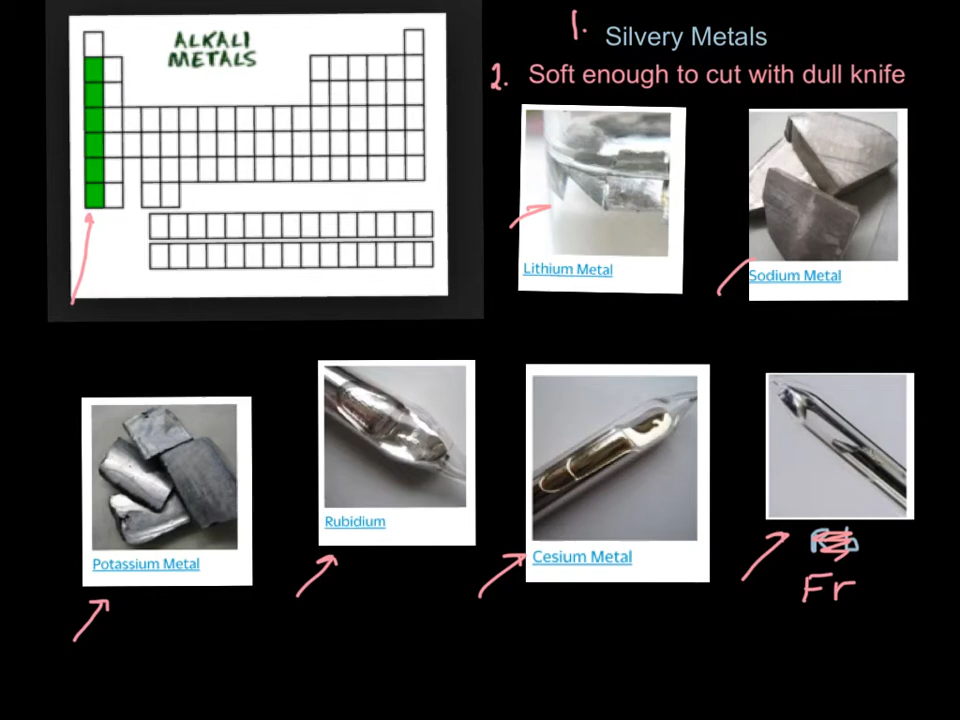 ALKALI
METALS
1. Silvery Metals
2. Soft enough to cut with dull knife
Lithium Metal
Sodium Metal
Potassium Metal
Rubidium
Cesium Metal
Rb
Fr